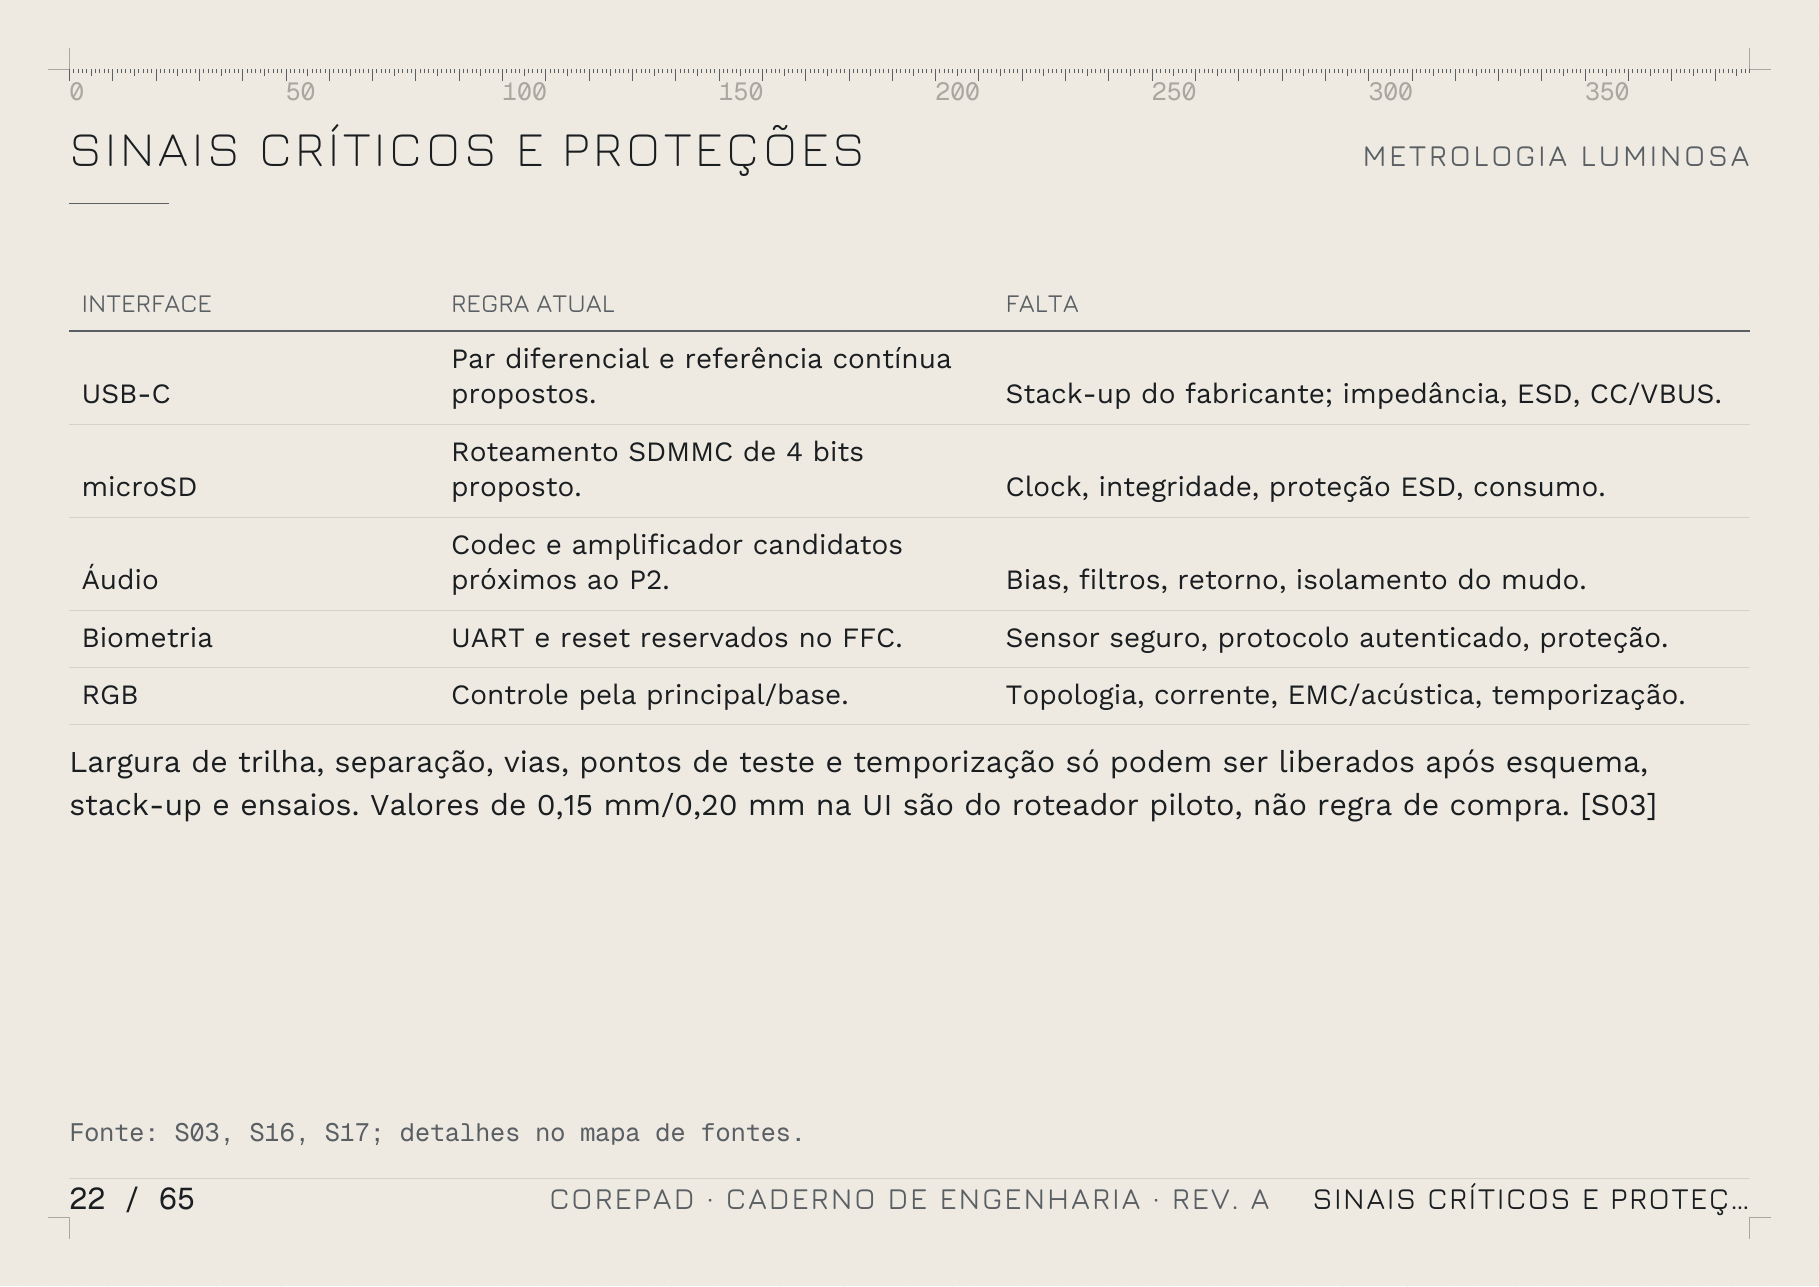 0 50 100 150 200 250 300 350
SINAIS CRÍTICOS E PROTEÇÕES
METROLOGIA LUMINOSA
INTERFACE REGRA ATUAL FALTA
Par diferencial e referência contínua
USB-C propostos. Stack-up do fabricante; impedância, ESD, CC/VBUS.
Roteamento SDMMC de 4 bits
microSD proposto. Clock, integridade, proteção ESD, consumo.
Codec e amplificador candidatos
Áudio próximos ao P2. Bias, filtros, retorno, isolamento do mudo.
Biometria UART e reset reservados no FFC. Sensor seguro, protocolo autenticado, proteção.
RGB Controle pela principal/base. Topologia, corrente, EMC/acústica, temporização.
Largura de trilha, separação, vias, pontos de teste e temporização só podem ser liberados após esquema,
stack-up e ensaios. Valores de 0,15 mm/0,20 mm na UI são do roteador piloto, não regra de compra. [S03]
Fonte: S03, S16, S17; detalhes no mapa de fontes.
22 / 65 COREPAD · CADERNO DE ENGENHARIA · REV. A SINAIS CRÍTICOS E PROTEÇ…